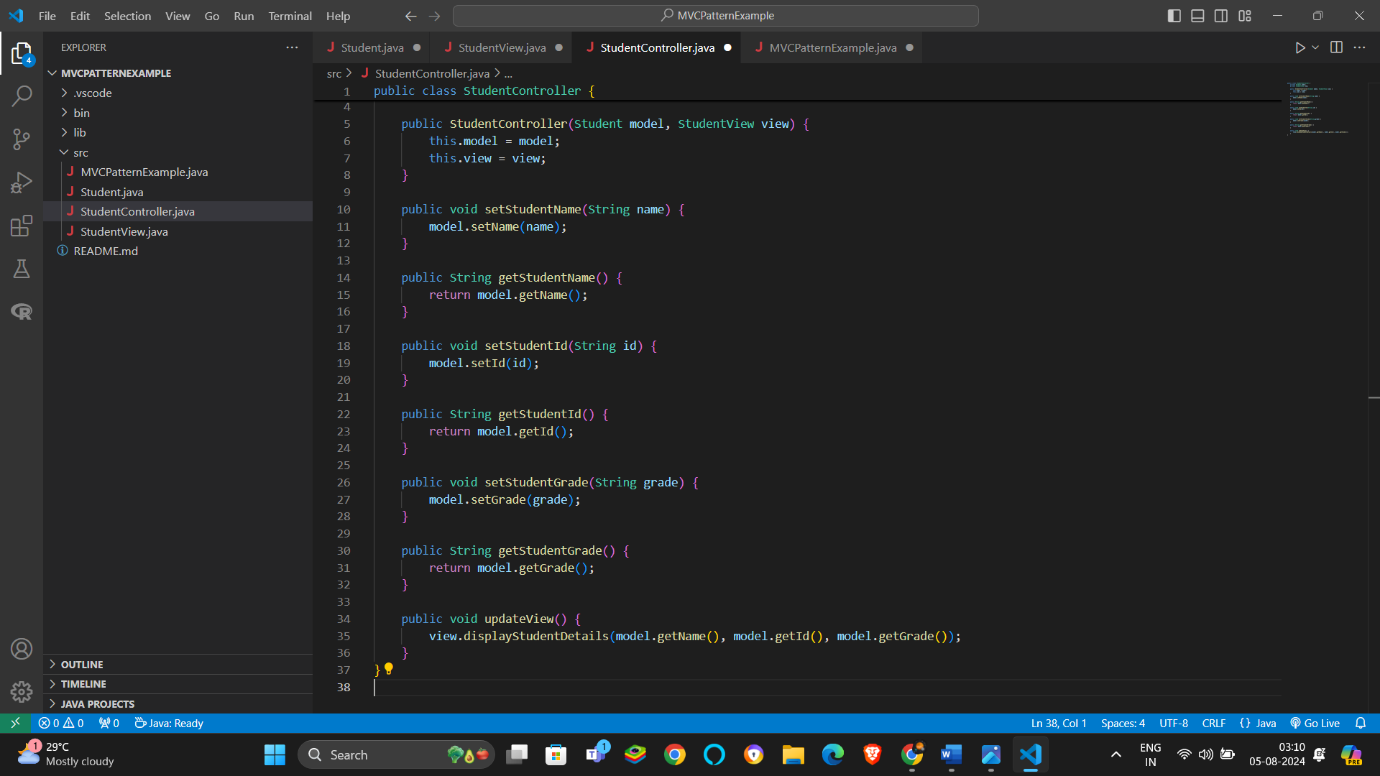 File Edit Selection View Go Run Terminal Help
MVCPatternExample
4
EXPLORER
MVCPATTERNEXAMPLE
.vscode
bin
lib
src
MVCPatternExample.java
Student.java
StudentController.java
StudentView.java
README.md
OUTLINE
TIMELINE
JAVA PROJECTS
Student.java StudentView.java StudentController.java MVCPatternExample.java
src > StudentController.java > ...
1 public class StudentController {
4
5 public StudentController(Student model, StudentView view) {
6 this.model = model;
7 this.view = view;
8 }
9
10 public void setStudentName(String name) {
11 model.setName(name);
12 }
13
14 public String getStudentName() {
15 return model.getName();
16 }
17
18 public void setStudentId(String id) {
19 model.setId(id);
20 }
21
22 public String getStudentId() {
23 return model.getId();
24 }
25
26 public void setStudentGrade(String grade) {
27 model.setGrade(grade);
28 }
29
30 public String getStudentGrade() {
31 return model.getGrade();
32 }
33
34 public void updateView() {
35 view.displayStudentDetails(model.getName(), model.getId(), model.getGrade());
36 }
37 }
38
0 0 0 Java: Ready Ln 38, Col 1 Spaces: 4 UTF-8 CRLF {} Java Go Live
1 29°C
Mostly cloudy
Search
1
ENG
IN
03:10
05-08-2024
PRE